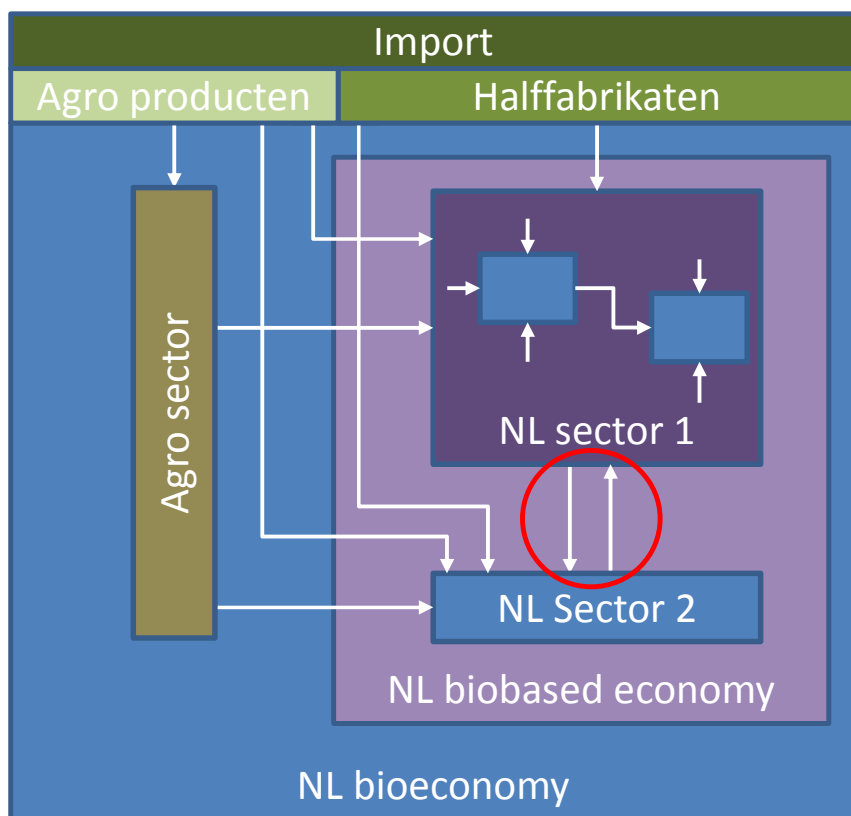 Import
Agro producten
Halffabrikaten
Agro sector
NL sector 1
NL Sector 2
NL biobased economy
NL bioeconomy